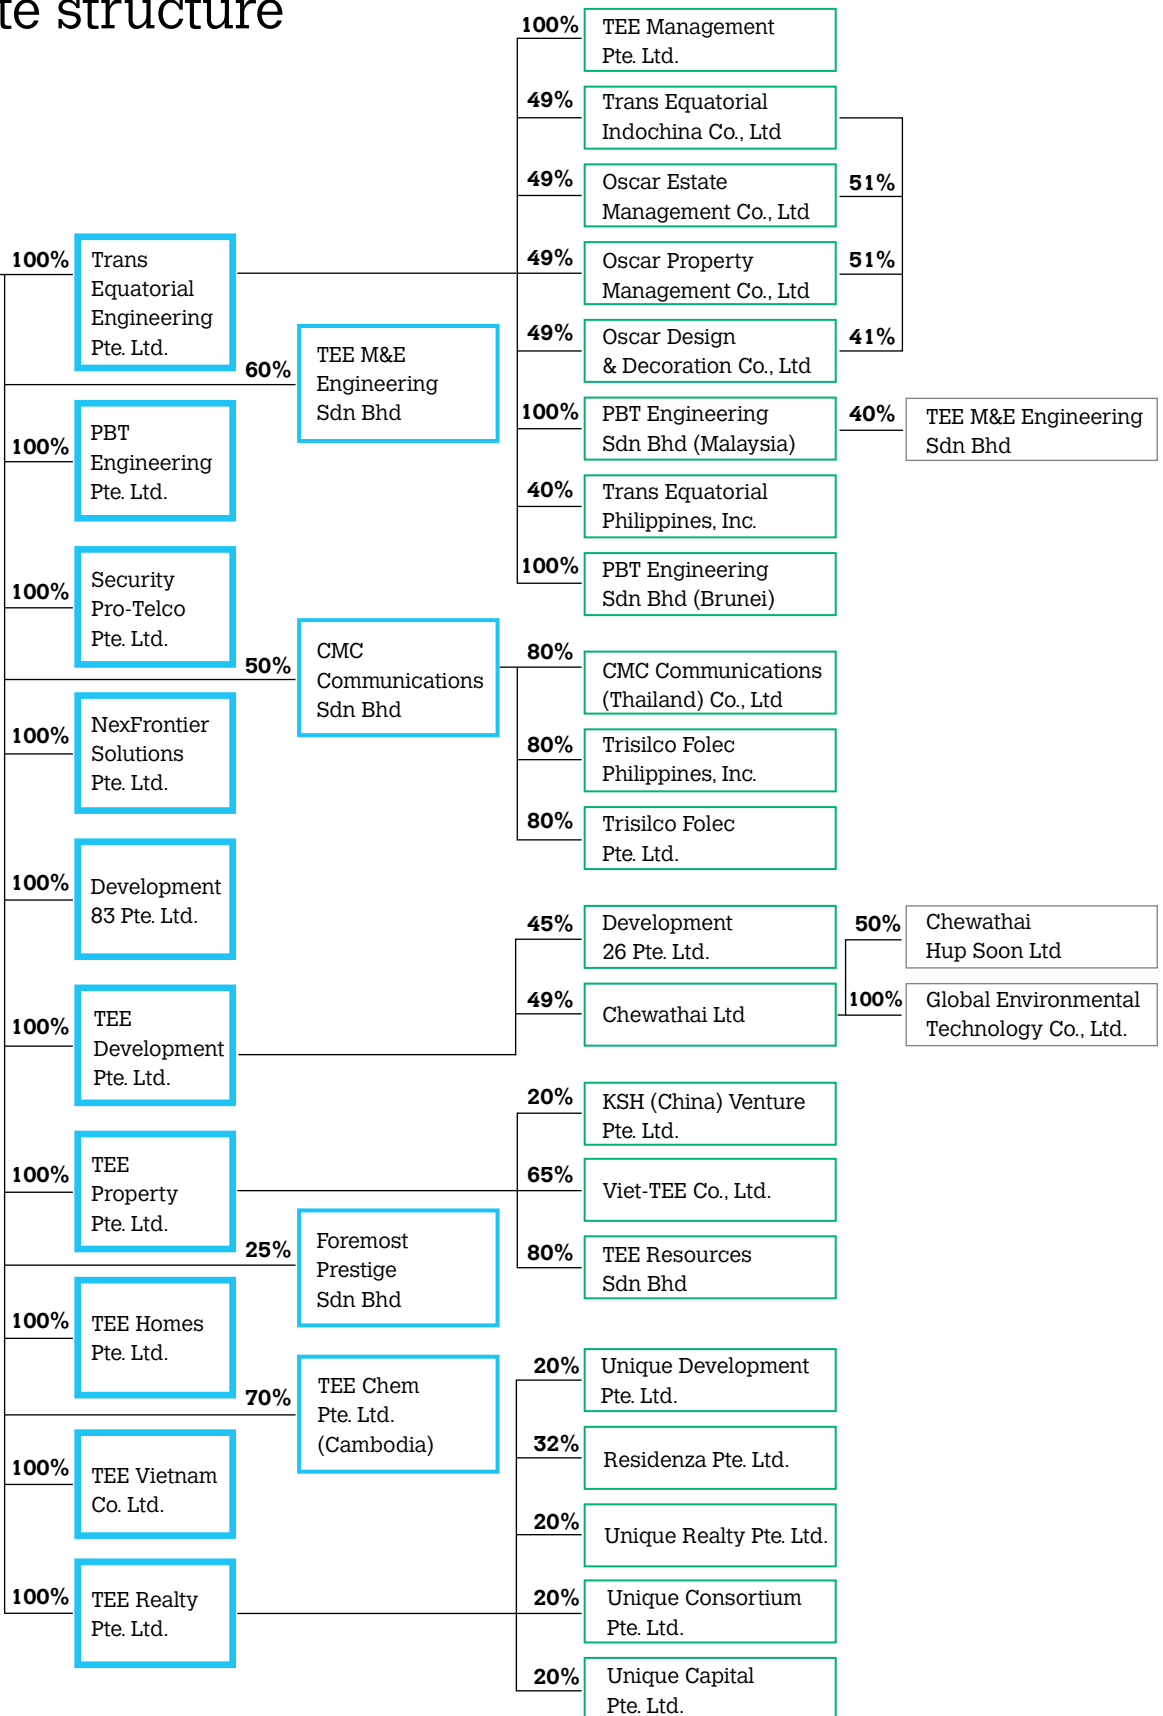 te structure
100%
TEE Management
Pte. Ltd.
49%
Trans Equatorial
Indochina Co., Ltd
49%
Oscar Estate
Management Co., Ltd
51%
100%
Trans
Equatorial
Engineering
Pte. Ltd.
49%
Oscar Property
Management Co., Ltd
51%
49%
Oscar Design
& Decoration Co., Ltd
41%
60%
TEE M&E
Engineering
Sdn Bhd
100%
PBT Engineering
Sdn Bhd (Malaysia)
40%
TEE M&E Engineering
Sdn Bhd
100%
PBT
Engineering
Pte. Ltd.
40%
Trans Equatorial
Philippines, Inc.
100%
PBT Engineering
Sdn Bhd (Brunei)
100%
Security
Pro-Telco
Pte. Ltd.
50%
CMC
Communications
Sdn Bhd
80%
CMC Communications
(Thailand) Co., Ltd
100%
NexFrontier
Solutions
Pte. Ltd.
80%
Trisilco Folec
Philippines, Inc.
80%
Trisilco Folec
Pte. Ltd.
100%
Development
83 Pte. Ltd.
45%
Development
26 Pte. Ltd.
50%
Chewathai
Hup Soon Ltd
49%
Chewathai Ltd
100%
Global Environmental
Technology Co., Ltd.
100%
TEE
Development
Pte. Ltd.
20%
KSH (China) Venture
Pte. Ltd.
100%
TEE
Property
Pte. Ltd.
65%
Viet-TEE Co., Ltd.
25%
Foremost
Prestige
Sdn Bhd
80%
TEE Resources
Sdn Bhd
100%
TEE Homes
Pte. Ltd.
70%
TEE Chem
Pte. Ltd.
(Cambodia)
20%
Unique Development
Pte. Ltd.
32%
Residenza Pte. Ltd.
100%
TEE Vietnam
Co. Ltd.
20%
Unique Realty Pte. Ltd.
100%
TEE Realty
Pte. Ltd.
20%
Unique Consortium
Pte. Ltd.
20%
Unique Capital
Pte. Ltd.